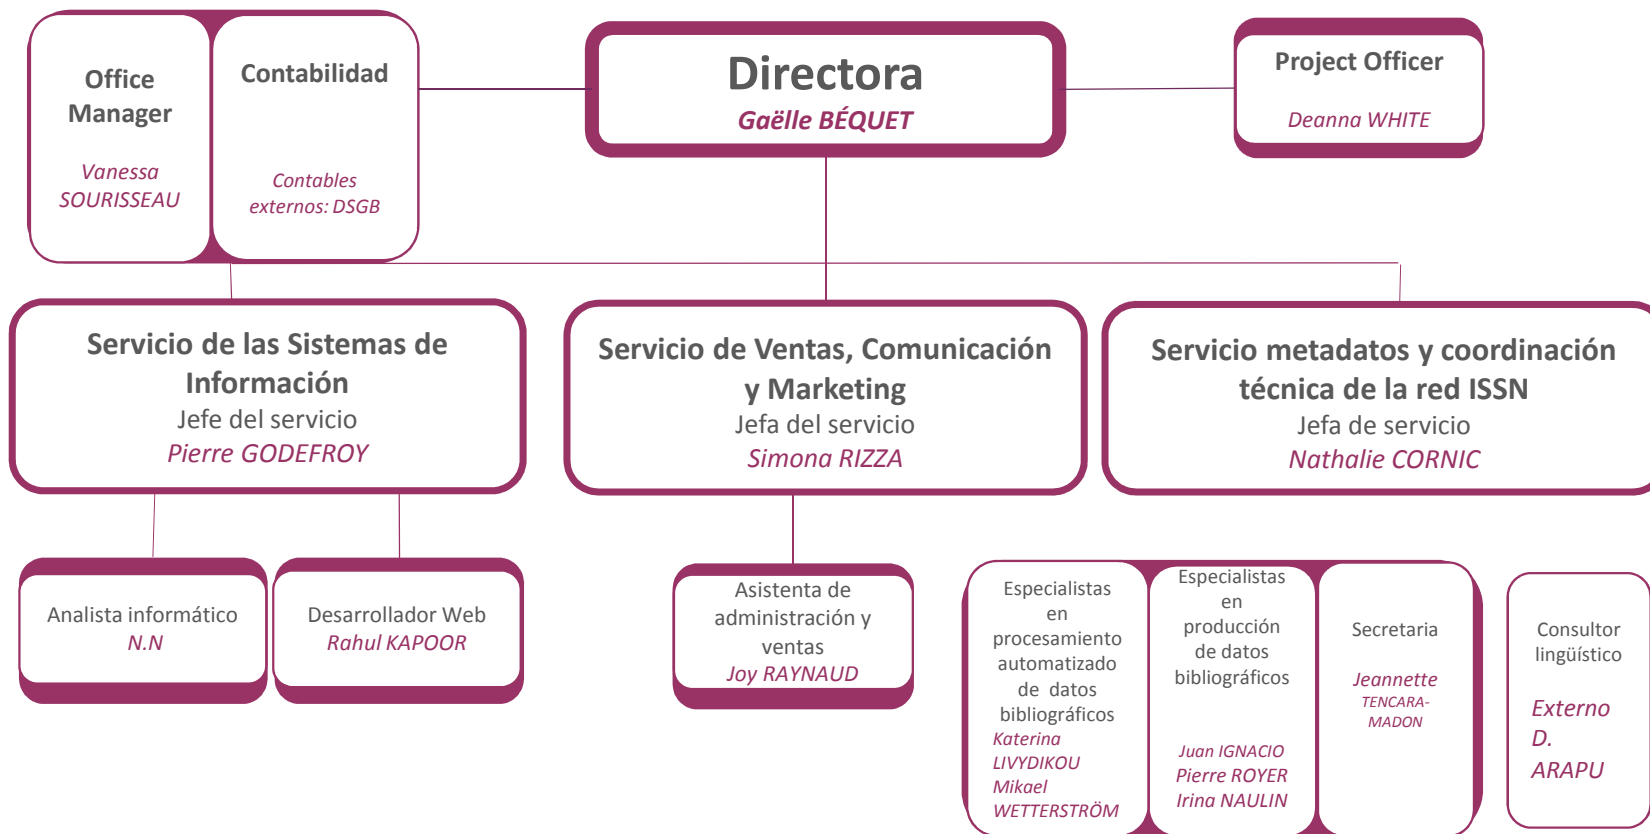 Office
Manager
Vanessa
SOURISSEAU
Contabilidad
Contables
externos: DSGB
Directora
Gaëlle BÉQUET
Project Officer
Deanna WHITE
Servicio de las Sistemas de
Información
Jefe del servicio
Pierre GODEFROY
Servicio de Ventas, Comunicación
y Marketing
Jefa del servicio
Simona RIZZA
Servicio metadatos y coordinación
técnica de la red ISSN
Jefa de servicio
Nathalie CORNIC
Analista informático
N.N
Desarrollador Web
Rahul KAPOOR
Asistenta de
administración y
ventas
Joy RAYNAUD
Especialistas
en
procesamiento
automatizado
de datos
bibliográficos
Katerina
LIVYDIKOU
Mikael
WETTERSTRÖM
Especialistas
en
producción
de datos
bibliográficos
Juan IGNACIO
Pierre ROYER
Irina NAULIN
Secretaria
Jeannette
TENCARA-
MADON
Consultor
lingüístico
Externo
D.
ARAPU